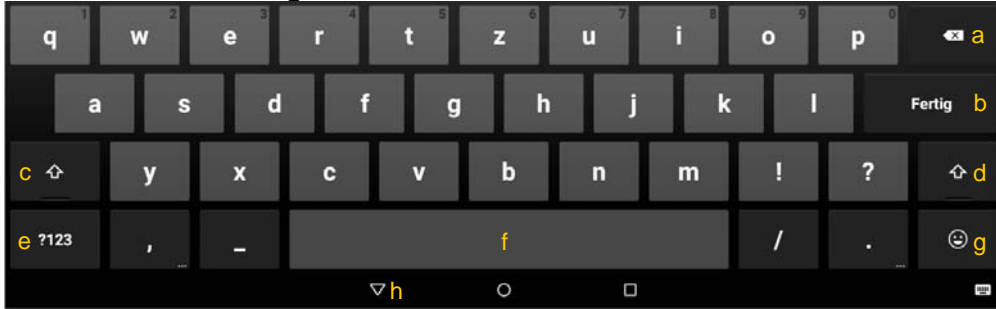 1 2 3 4 5 6 7 8 9 0
q w e r t z u i o p a
a s d f g h j k l Fertig b
c y x c v b n m ! ? d
e ?123 , ... _ f / . ... g
h